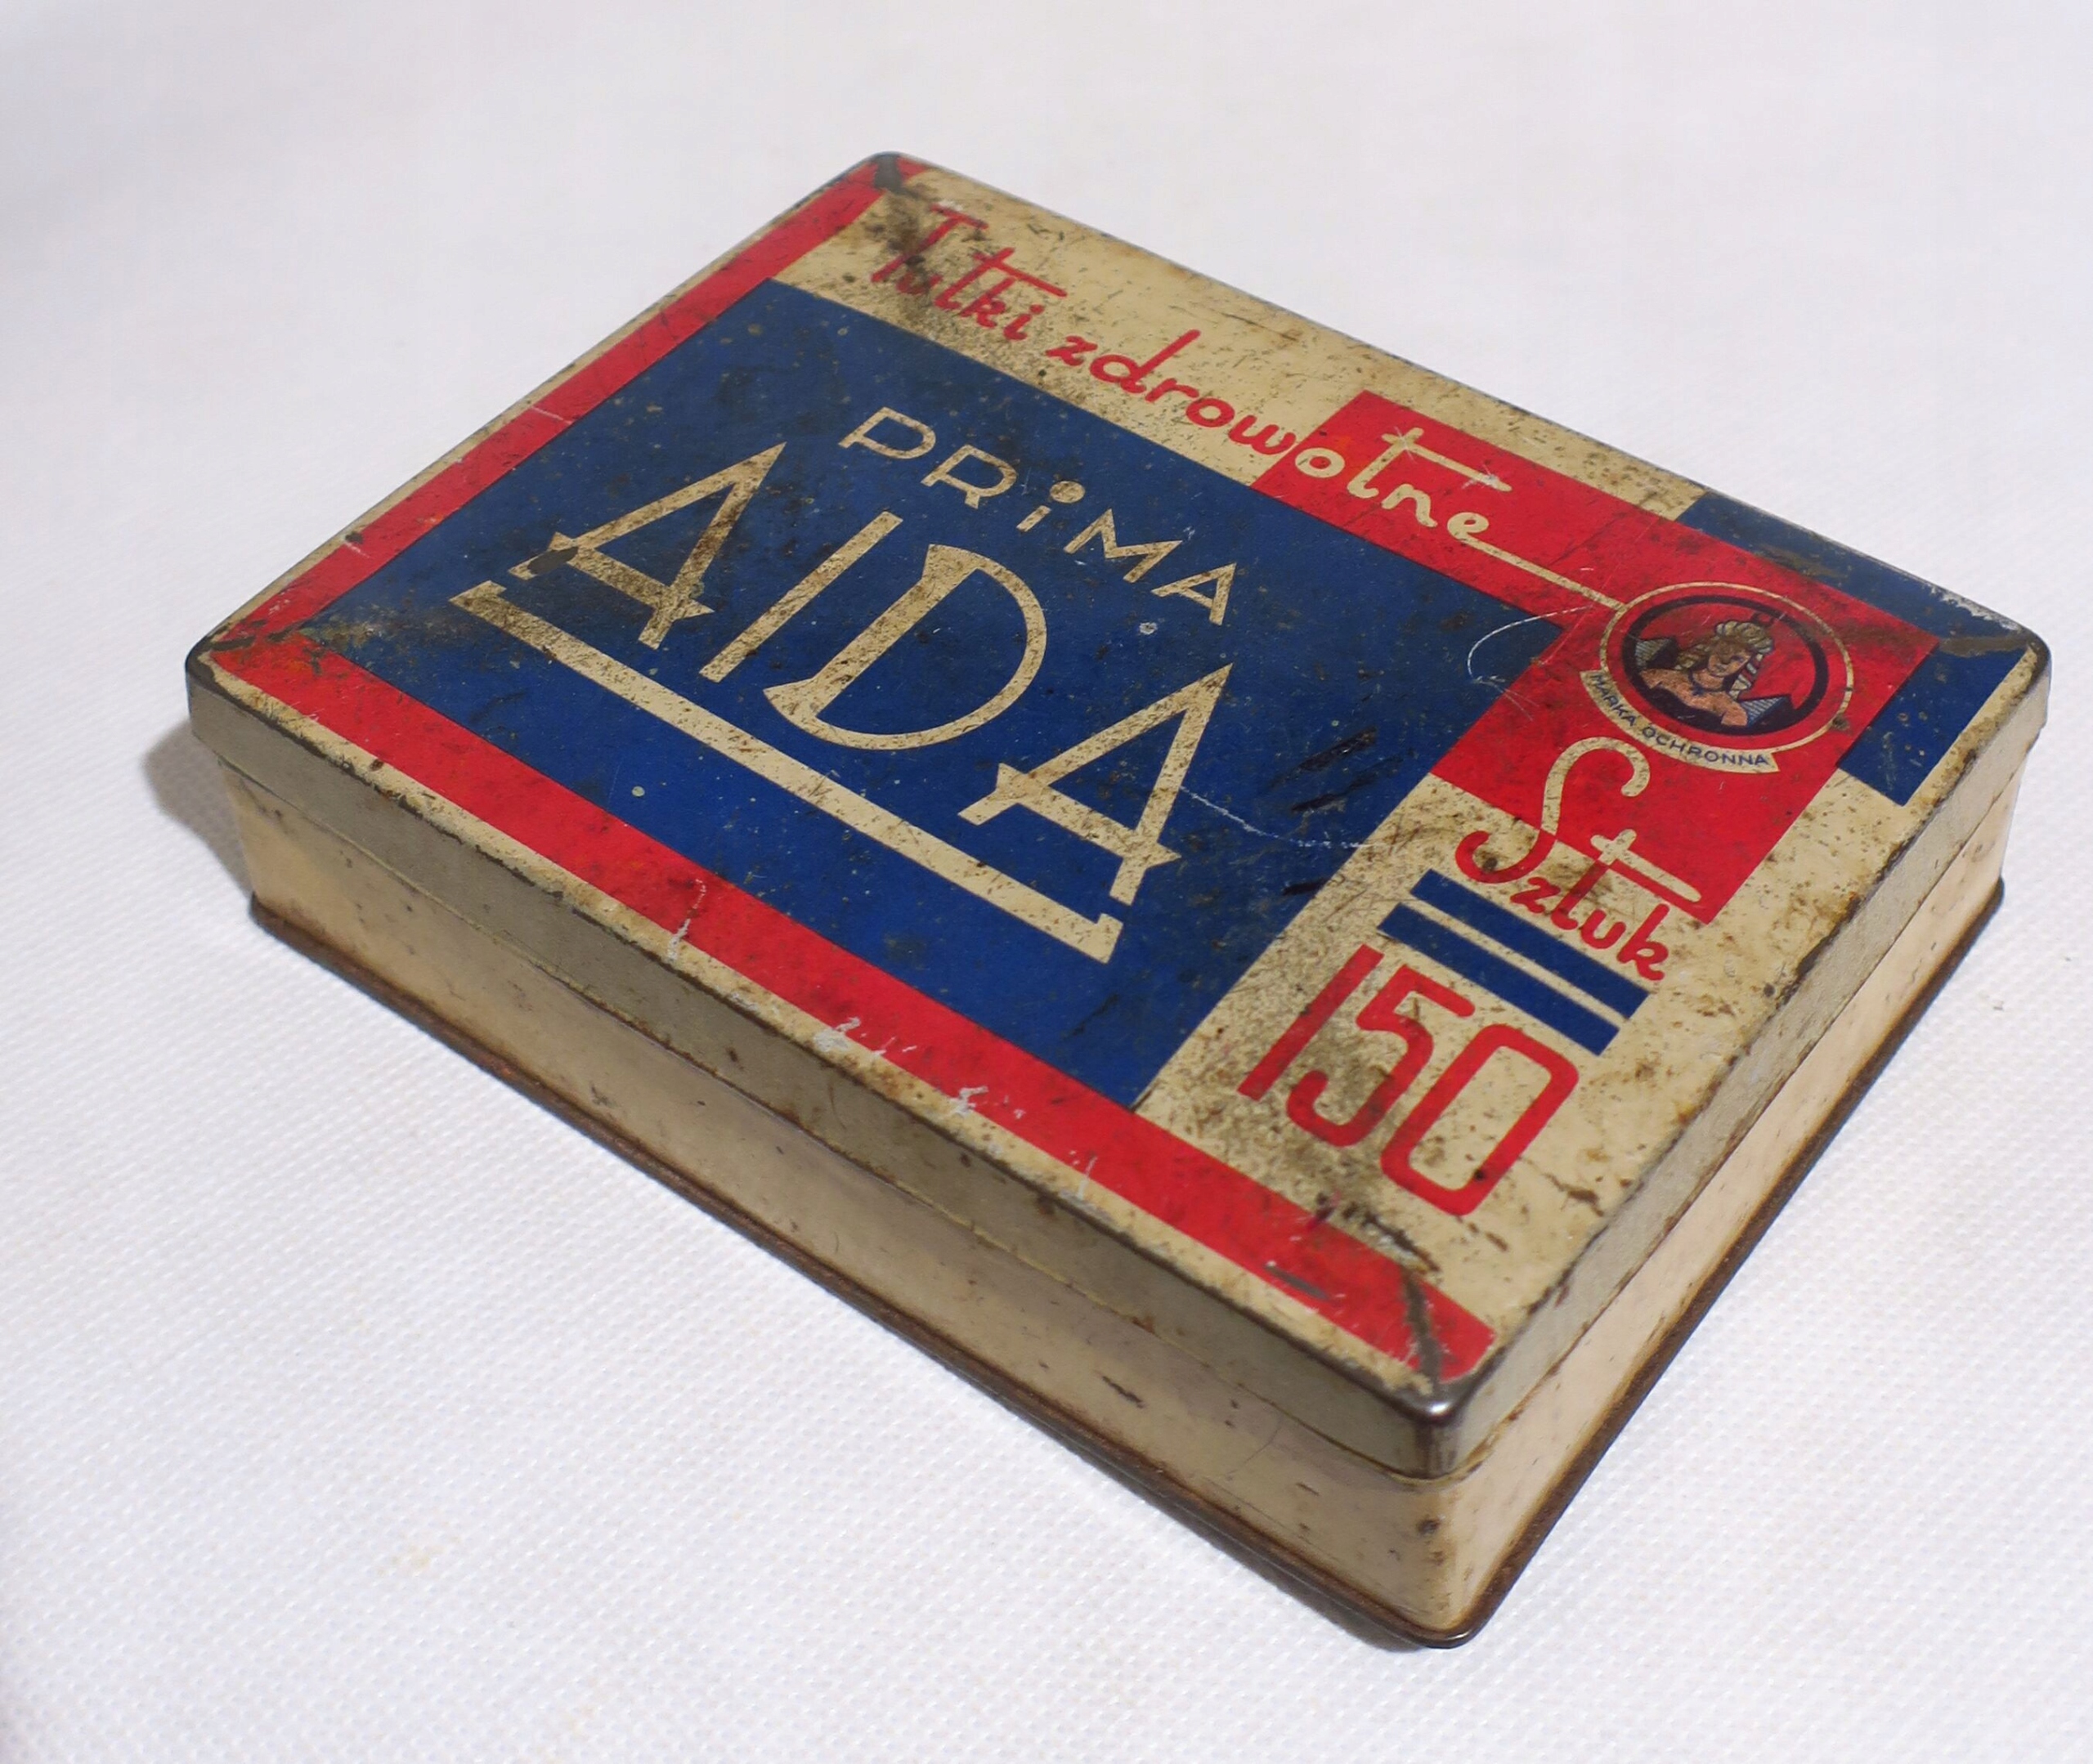 Tutki zdrowotne
PRiMA
AIDA
MARKA OCHRONNA
Sztuk
150